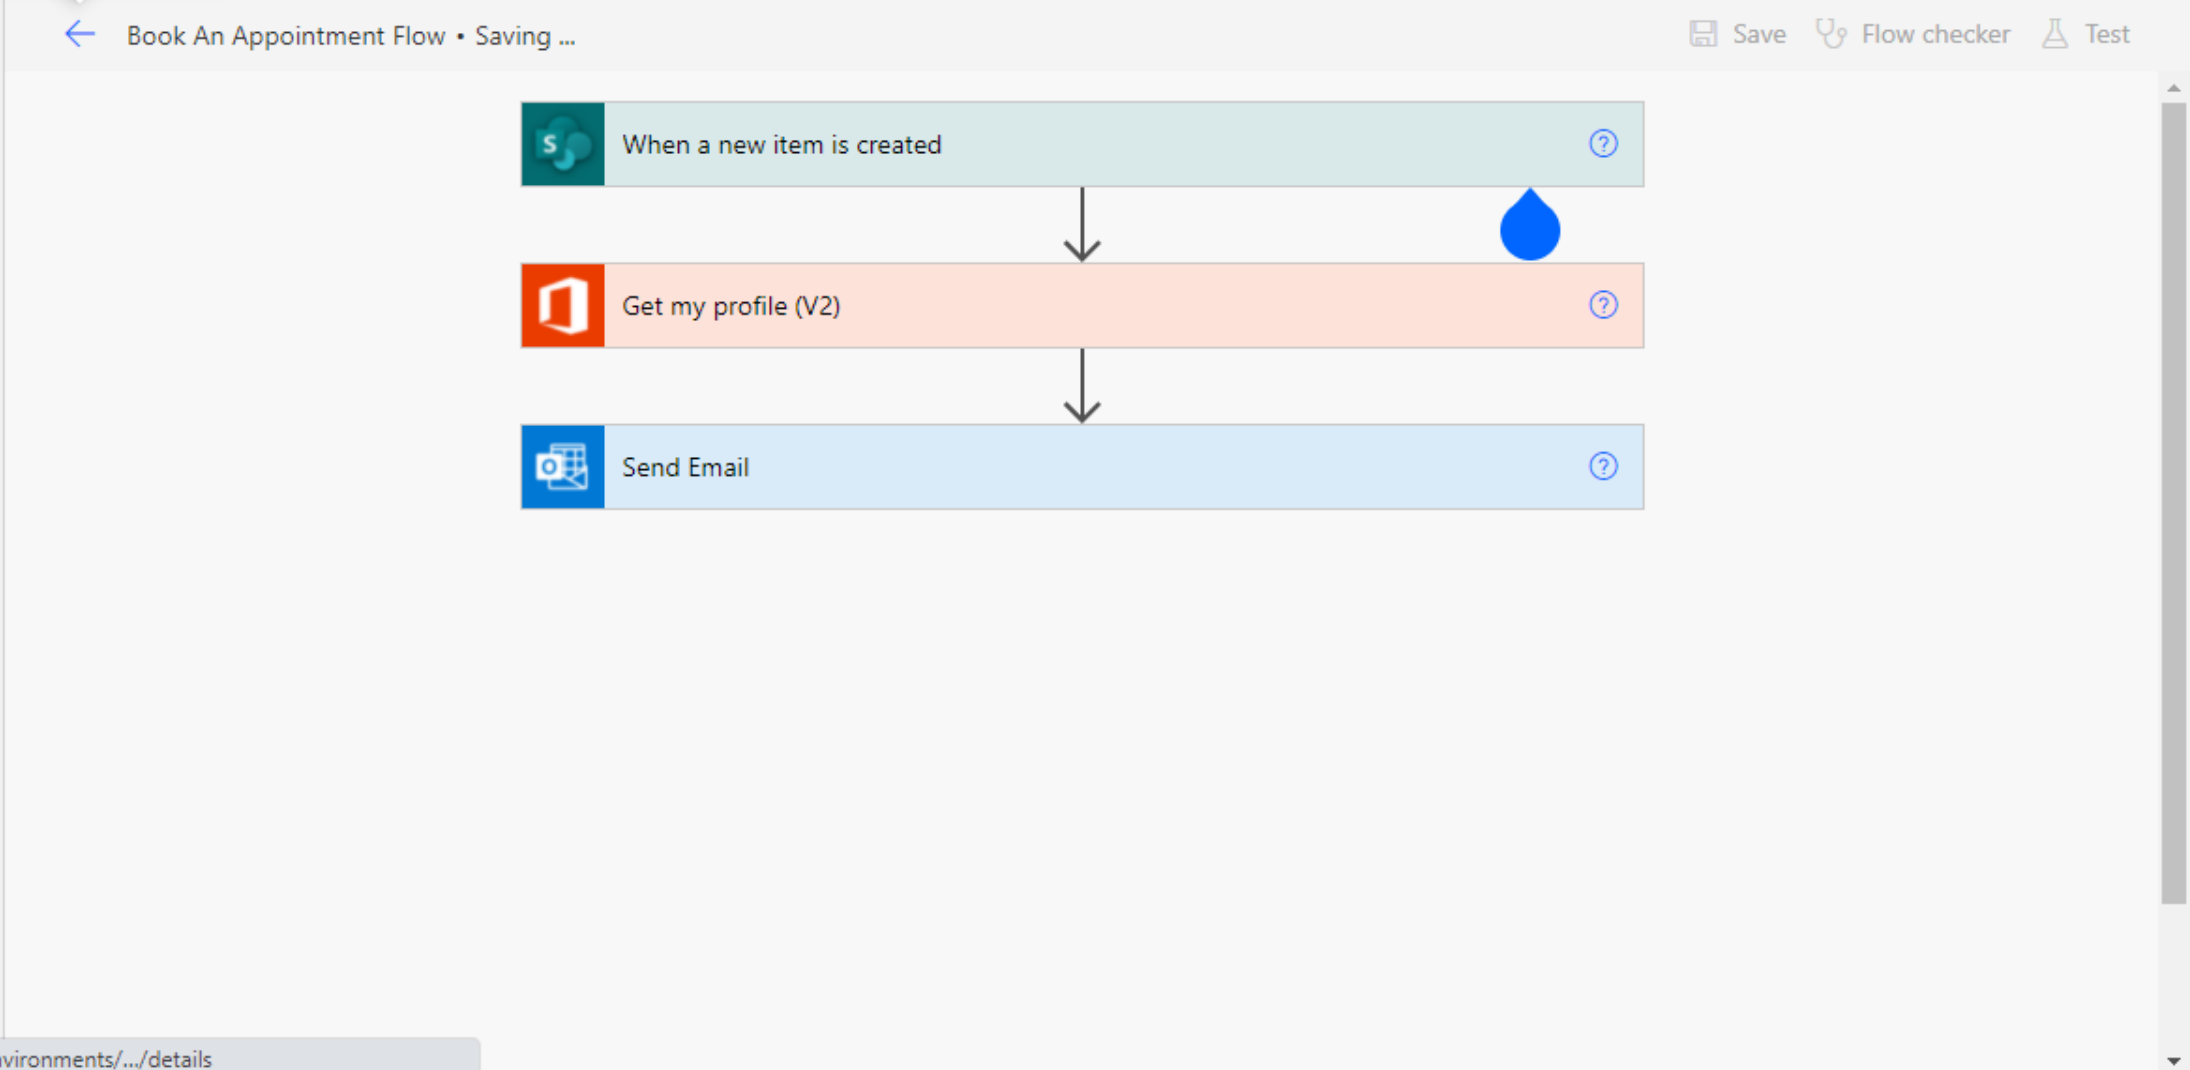 Book An Appointment Flow • Saving ...
Save Flow checker Test
When a new item is created
Get my profile (V2)
Send Email
vironments/.../details